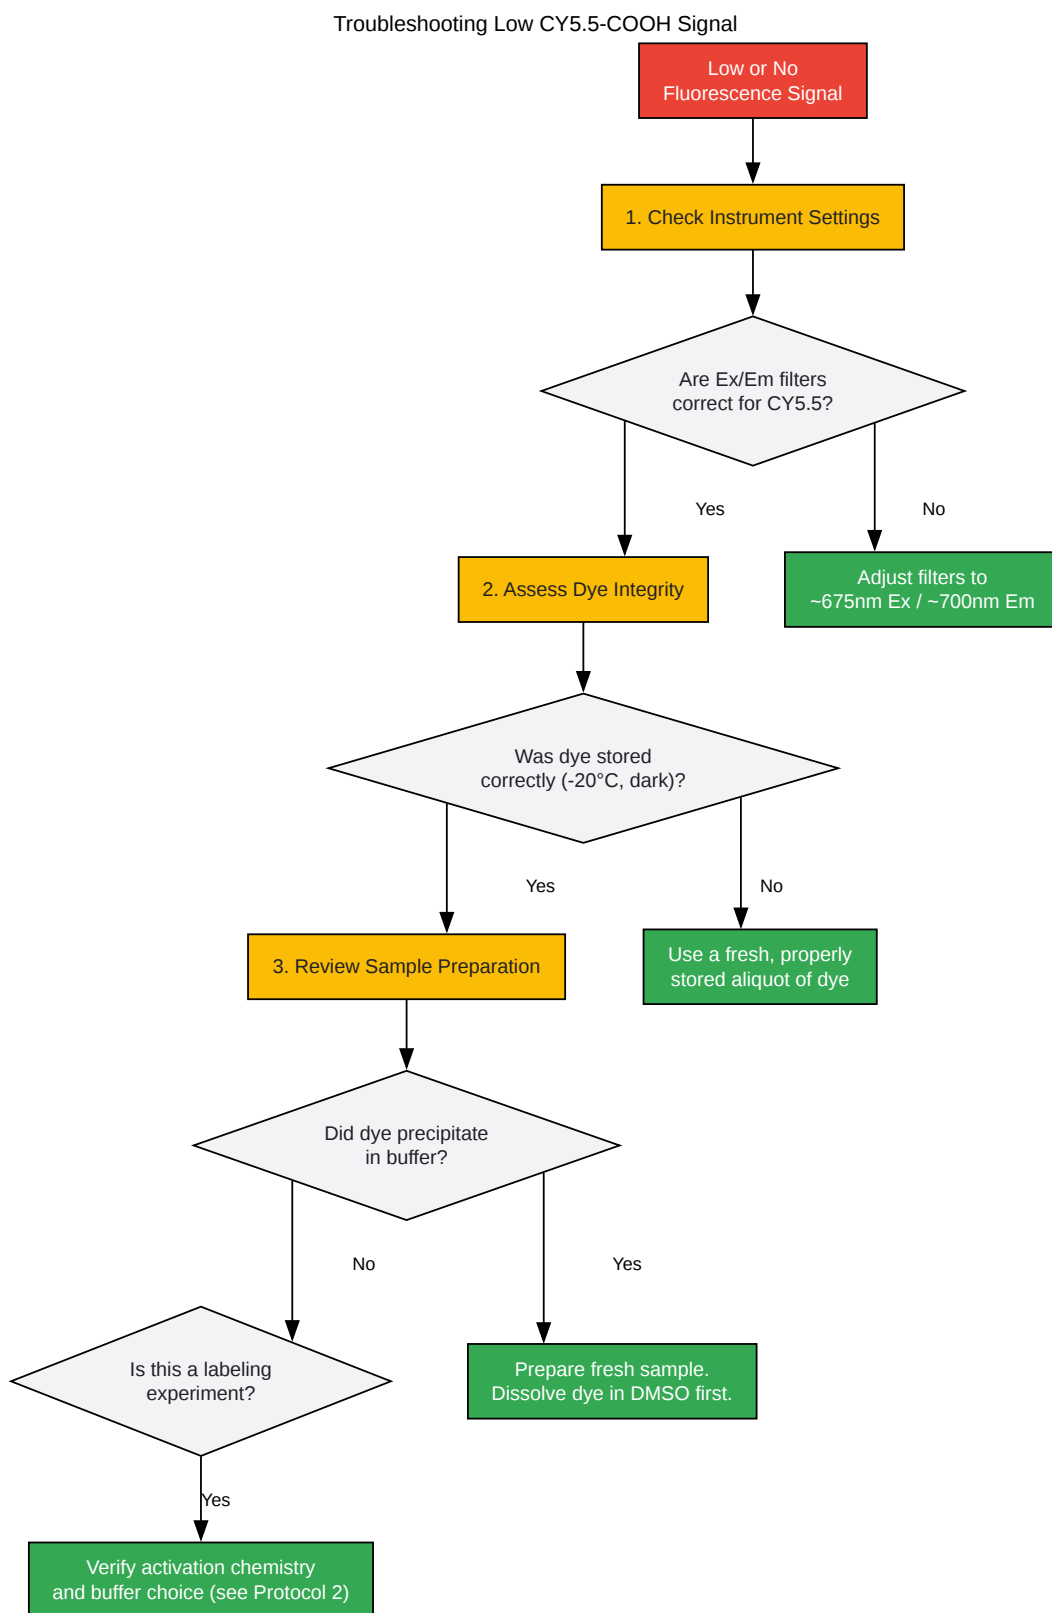 Troubleshooting Low CY5.5-COOH Signal
Low or No
Fluorescence Signal
1. Check Instrument Settings
Are Ex/Em filters
correct for CY5.5?
Yes
No
2. Assess Dye Integrity
Adjust filters to
~675nm Ex / ~700nm Em
Was dye stored
correctly (-20°C, dark)?
Yes
No
3. Review Sample Preparation
Use a fresh, properly
stored aliquot of dye
Did dye precipitate
in buffer?
No
Yes
Is this a labeling
experiment?
Prepare fresh sample.
Dissolve dye in DMSO first.
Yes
Verify activation chemistry
and buffer choice (see Protocol 2)